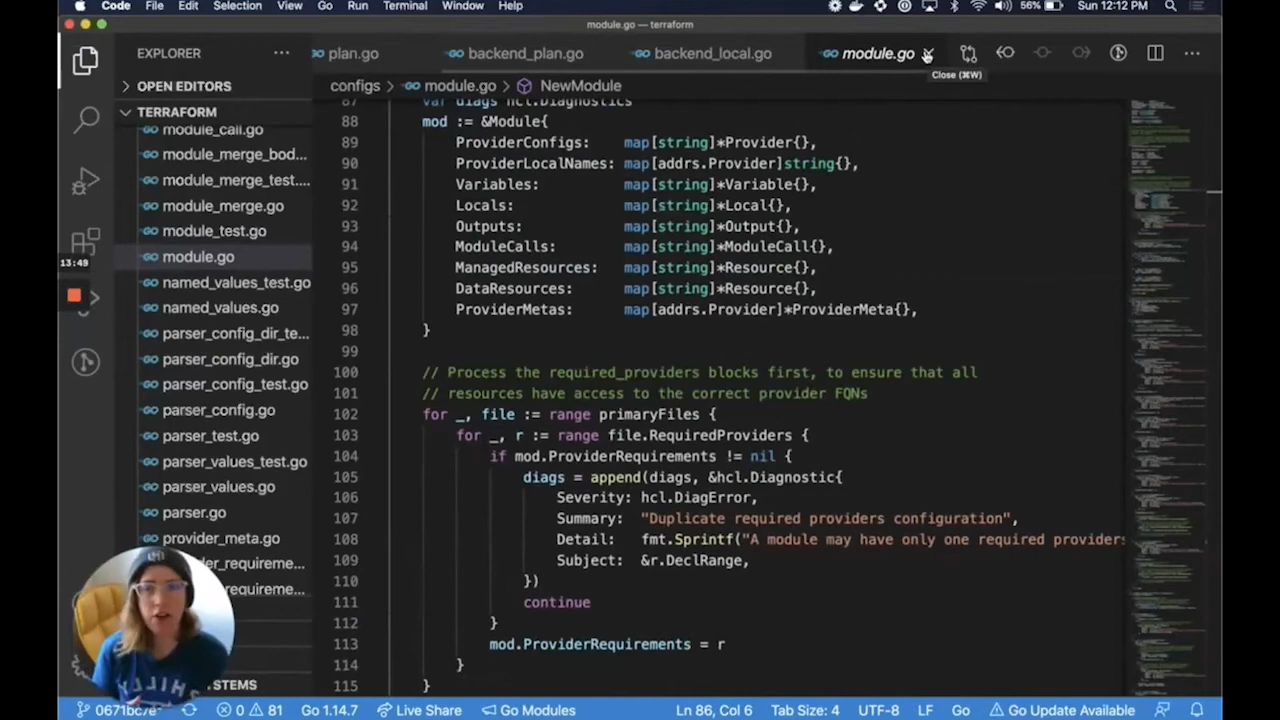 Code File Edit Selection View Go Run Terminal Window Help 56% Sun 12:12 PM
module.go — terraform
EXPLORER
plan.go backend_plan.go backend_local.go module.go
Close (⌘W)
OPEN EDITORS
configs > module.go > NewModule
TERRAFORM
module_call.go
module_merge_bod...
module_merge_test....
module_merge.go
module_test.go
module.go
named_values_test.go
named_values.go
parser_config_dir_te...
parser_config_dir.go
parser_config_test.go
parser_config.go
parser_test.go
parser_values_test.go
parser_values.go
parser.go
provider_meta.go
13:49
87 var diags hcl.Diagnostics
88 mod := &Module{
89 ProviderConfigs: map[string]*Provider{},
90 ProviderLocalNames: map[addrs.Provider]string{},
91 Variables: map[string]*Variable{},
92 Locals: map[string]*Local{},
93 Outputs: map[string]*Output{},
94 ModuleCalls: map[string]*ModuleCall{},
95 ManagedResources: map[string]*Resource{},
96 DataResources: map[string]*Resource{},
97 ProviderMetas: map[addrs.Provider]*ProviderMeta{},
98 }
99
100 // Process the required_providers blocks first, to ensure that all
101 // resources have access to the correct provider FQNs
102 for _, file := range primaryFiles {
103 for _, r := range file.RequiredProviders {
104 if mod.ProviderRequirements != nil {
105 diags = append(diags, &hcl.Diagnostic{
106 Severity: hcl.DiagError,
107 Summary: "Duplicate required providers configuration",
108 Detail: fmt.Sprintf("A module may have only one required providers
109 Subject: &r.DeclRange,
110 })
111 continue
112 }
113 mod.ProviderRequirements = r
114 }
115 }
0671bc7e* 0 81 Go 1.14.7 Live Share Go Modules Ln 86, Col 6 Tab Size: 4 UTF-8 LF Go Go Update Available